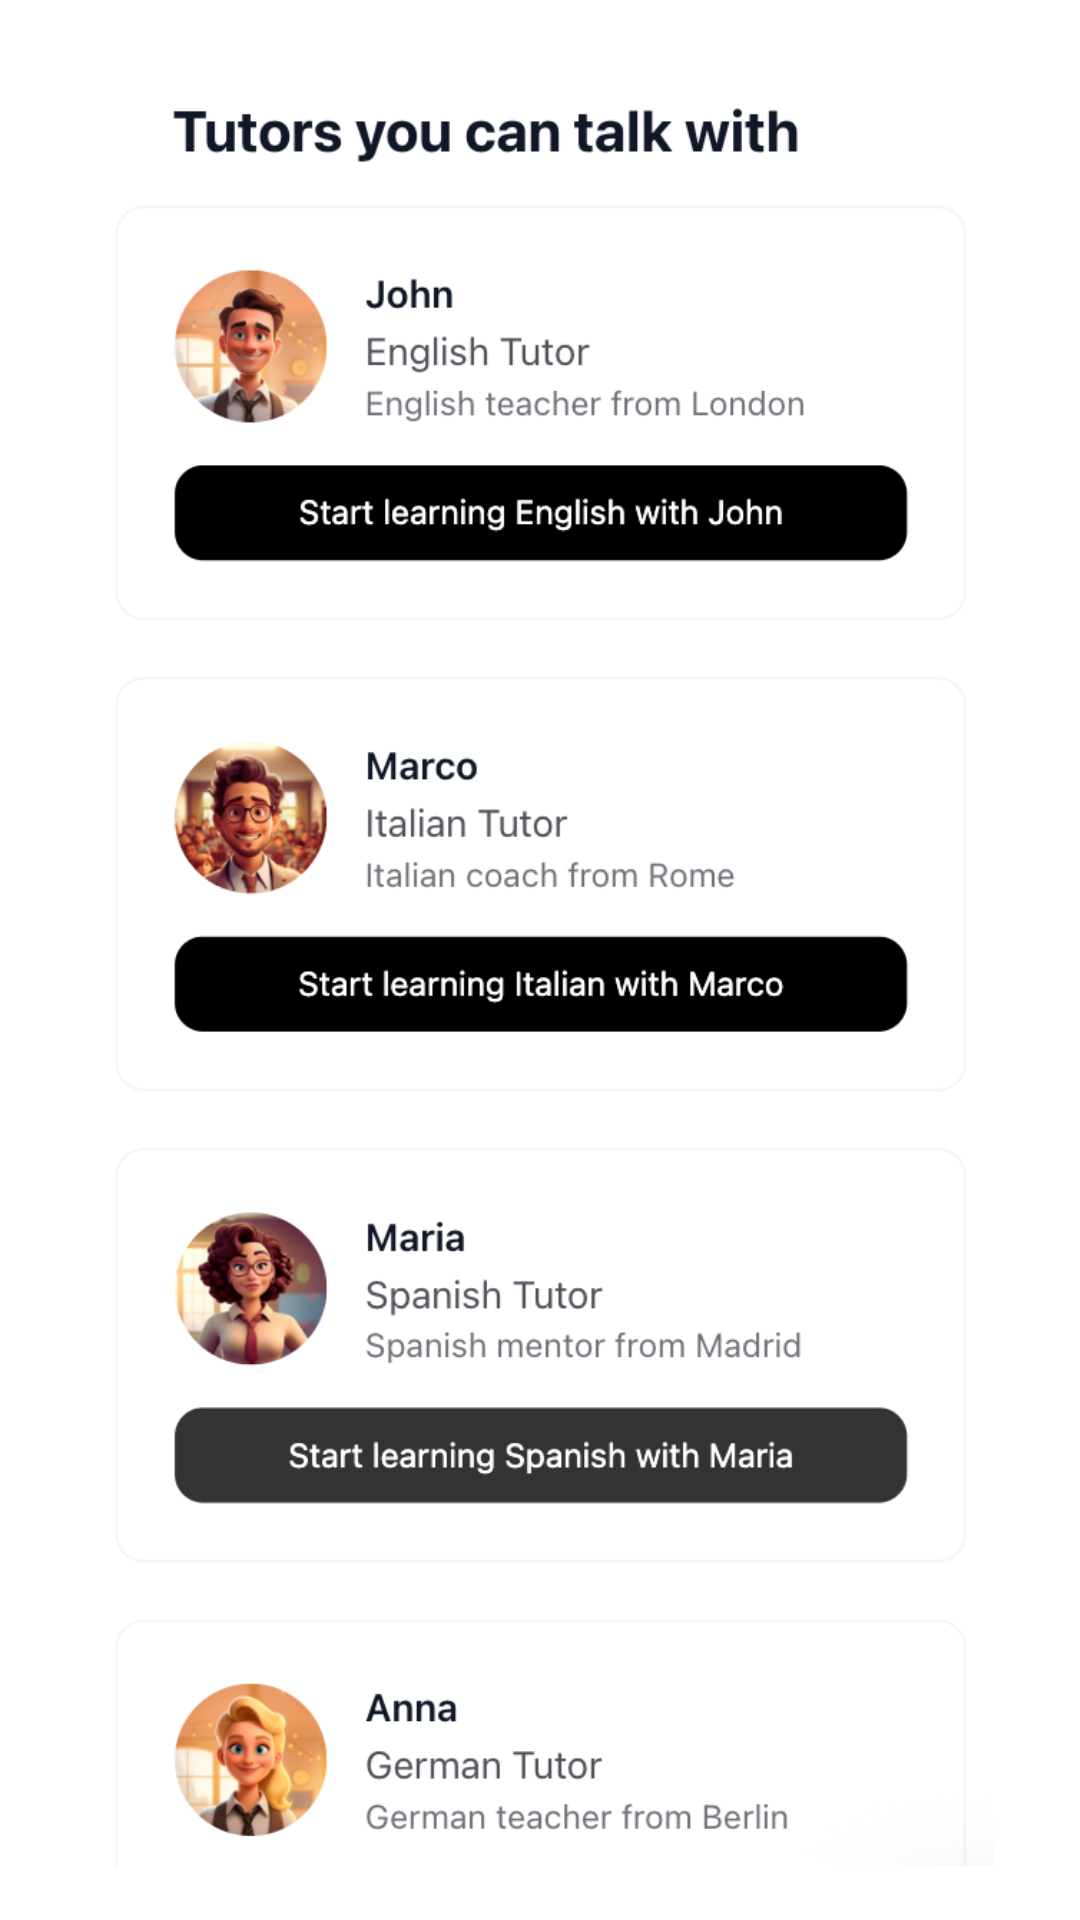 Tutors you can talk with
John
English Tutor
English teacher from London
Start learning English with John
Marco
Italian Tutor
Italian coach from Rome
Start learning Italian with Marco
Maria
Spanish Tutor
Spanish mentor from Madrid
Start learning Spanish with Maria
Anna
German Tutor
German teacher from Berlin